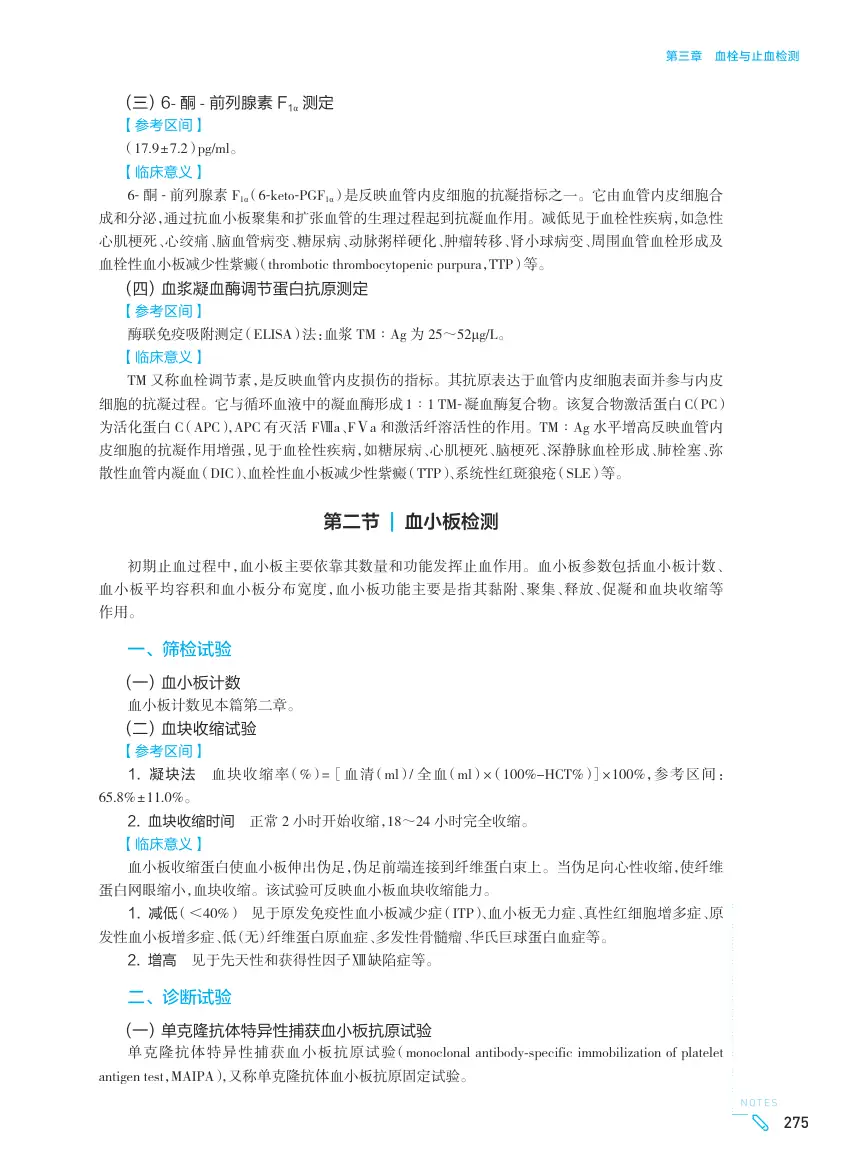 第三章 血栓与止血检测
（三）6- 酮 - 前列腺素 F1α 测定
【参考区间】
（17.9±7.2）pg/ml。
【临床意义】
6- 酮 - 前列腺素 F1α（6-keto-PGF1α）是反映血管内皮细胞的抗凝指标之一。它由血管内皮细胞合
成和分泌，通过抗血小板聚集和扩张血管的生理过程起到抗凝血作用。减低见于血栓性疾病，如急性
心肌梗死、心绞痛、脑血管病变、糖尿病、动脉粥样硬化、肿瘤转移、肾小球病变、周围血管血栓形成及
血栓性血小板减少性紫癜（thrombotic thrombocytopenic purpura，TTP）等。
（四）血浆凝血酶调节蛋白抗原测定
【参考区间】
酶联免疫吸附测定（ELISA）法：血浆 TM：Ag 为 25～52μg/L。
【临床意义】
TM 又称血栓调节素，是反映血管内皮损伤的指标。其抗原表达于血管内皮细胞表面并参与内皮
细胞的抗凝过程。它与循环血液中的凝血酶形成 1：1 TM- 凝血酶复合物。该复合物激活蛋白 C（PC）
为活化蛋白 C（APC），APC 有灭活 FⅧa、FⅤa 和激活纤溶活性的作用。TM：Ag 水平增高反映血管内
皮细胞的抗凝作用增强，见于血栓性疾病，如糖尿病、心肌梗死、脑梗死、深静脉血栓形成、肺栓塞、弥
散性血管内凝血（DIC）、血栓性血小板减少性紫癜（TTP）、系统性红斑狼疮（SLE）等。
第二节 | 血小板检测
初期止血过程中，血小板主要依靠其数量和功能发挥止血作用。血小板参数包括血小板计数、
血小板平均容积和血小板分布宽度，血小板功能主要是指其黏附、聚集、释放、促凝和血块收缩等
作用。
一、筛检试验
（一）血小板计数
血小板计数见本篇第二章。
（二）血块收缩试验
【参考区间】
1. 凝块法 血块收缩率（%）=［血清（ml）/ 全血（ml）×（100%−HCT%）］×100%，参考区间：
65.8%±11.0%。
2. 血块收缩时间 正常 2 小时开始收缩，18～24 小时完全收缩。
【临床意义】
血小板收缩蛋白使血小板伸出伪足，伪足前端连接到纤维蛋白束上。当伪足向心性收缩，使纤维
蛋白网眼缩小，血块收缩。该试验可反映血小板血块收缩能力。
1. 减低（＜40%） 见于原发免疫性血小板减少症（ITP）、血小板无力症、真性红细胞增多症、原
发性血小板增多症、低（无）纤维蛋白原血症、多发性骨髓瘤、华氏巨球蛋白血症等。
2. 增高 见于先天性和获得性因子ⅩⅢ缺陷症等。
二、诊断试验
（一）单克隆抗体特异性捕获血小板抗原试验
单克隆抗体特异性捕获血小板抗原试验（monoclonal antibody-specific immobilization of platelet
antigen test，MAIPA），又称单克隆抗体血小板抗原固定试验。
NOTES
275